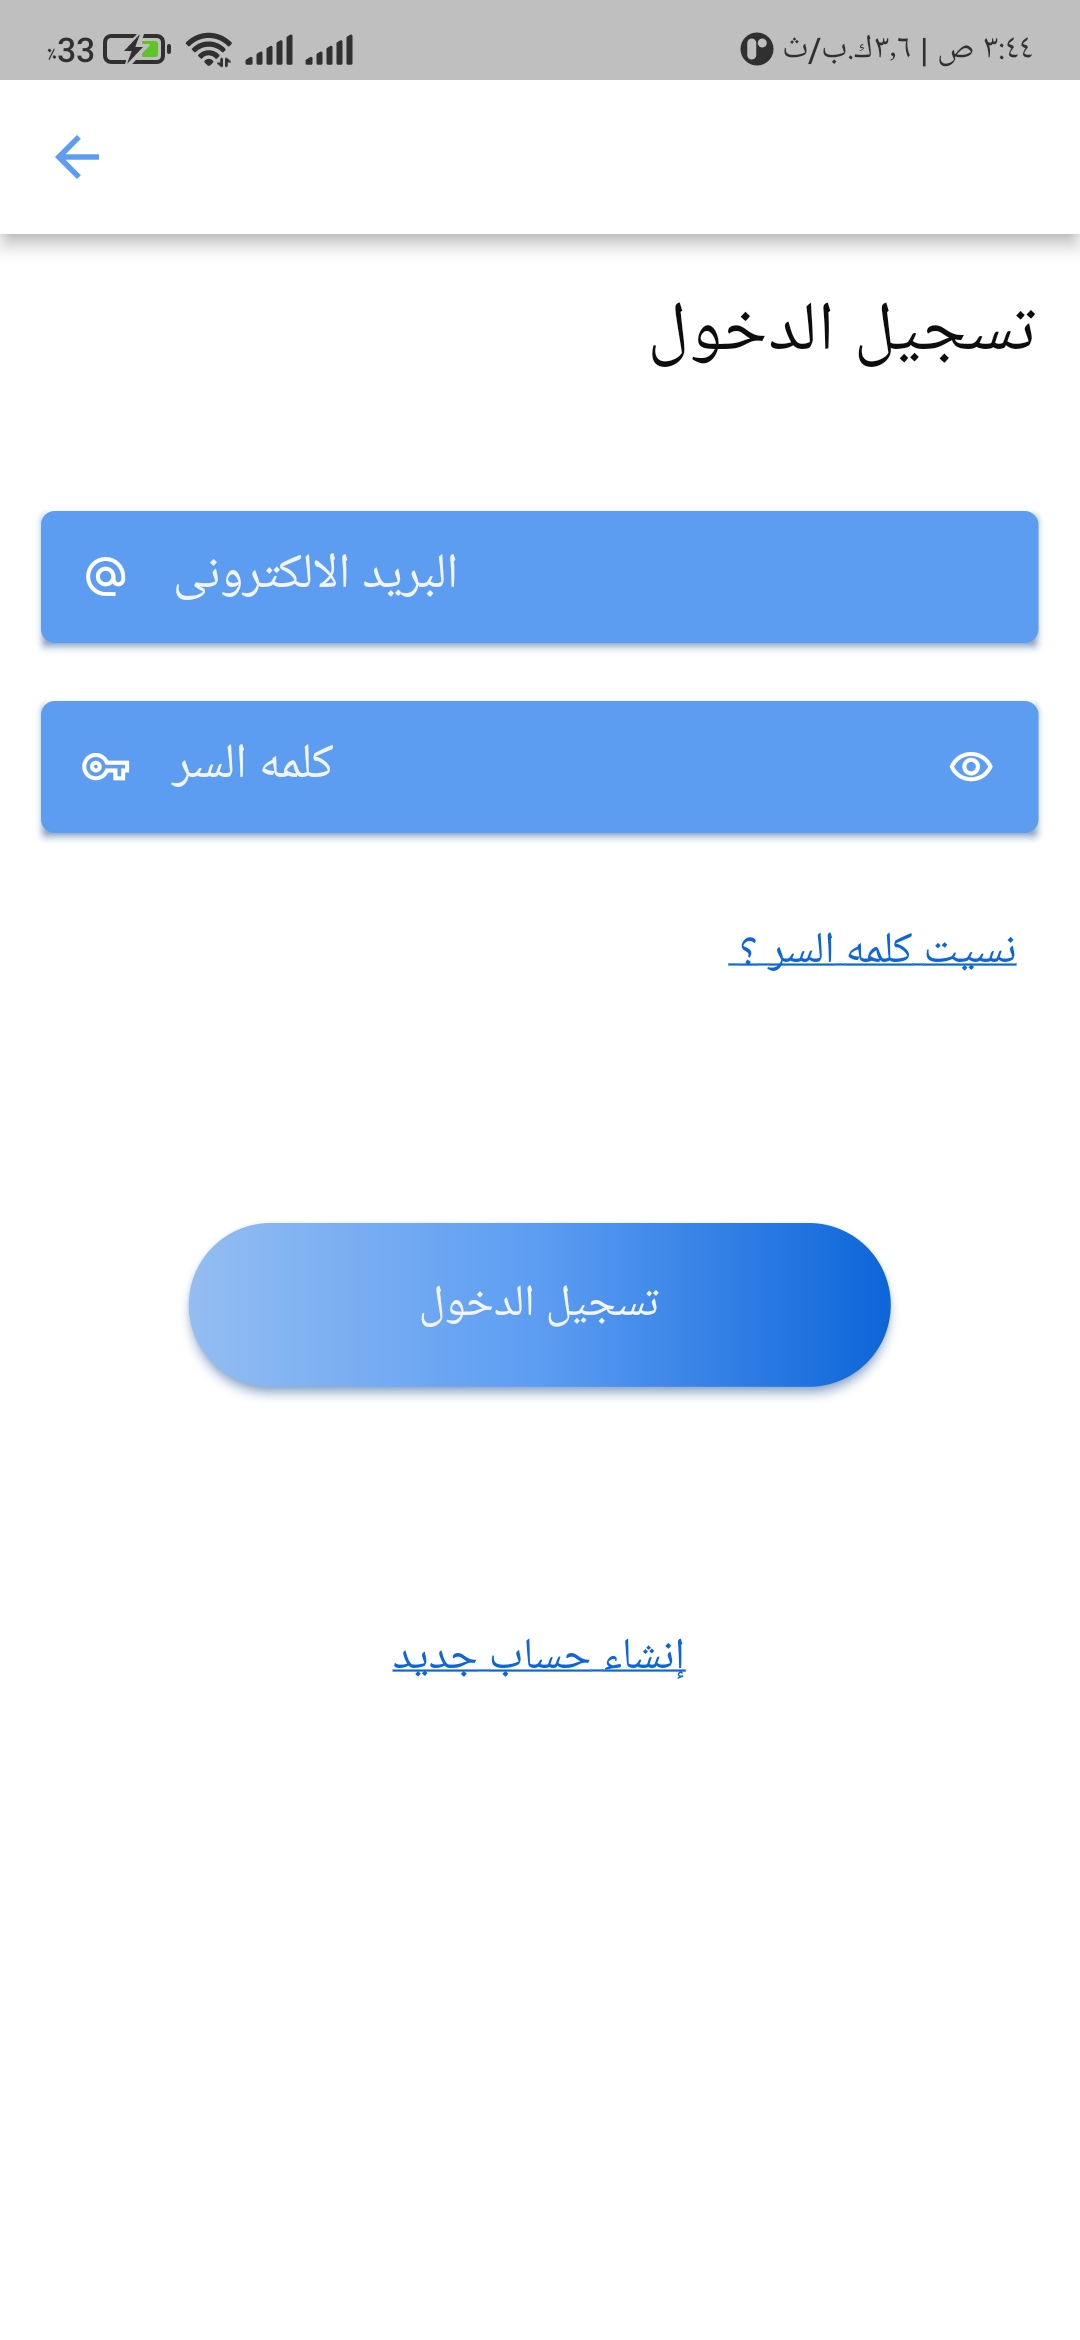 ٣:٤٤ ص | ٣,٦ك.ب/ث
٪33
تسجيل الدخول
البريد الالكترونى
كلمه السر
نسيت كلمه السر ؟
تسجيل الدخول
إنشاء حساب جديد